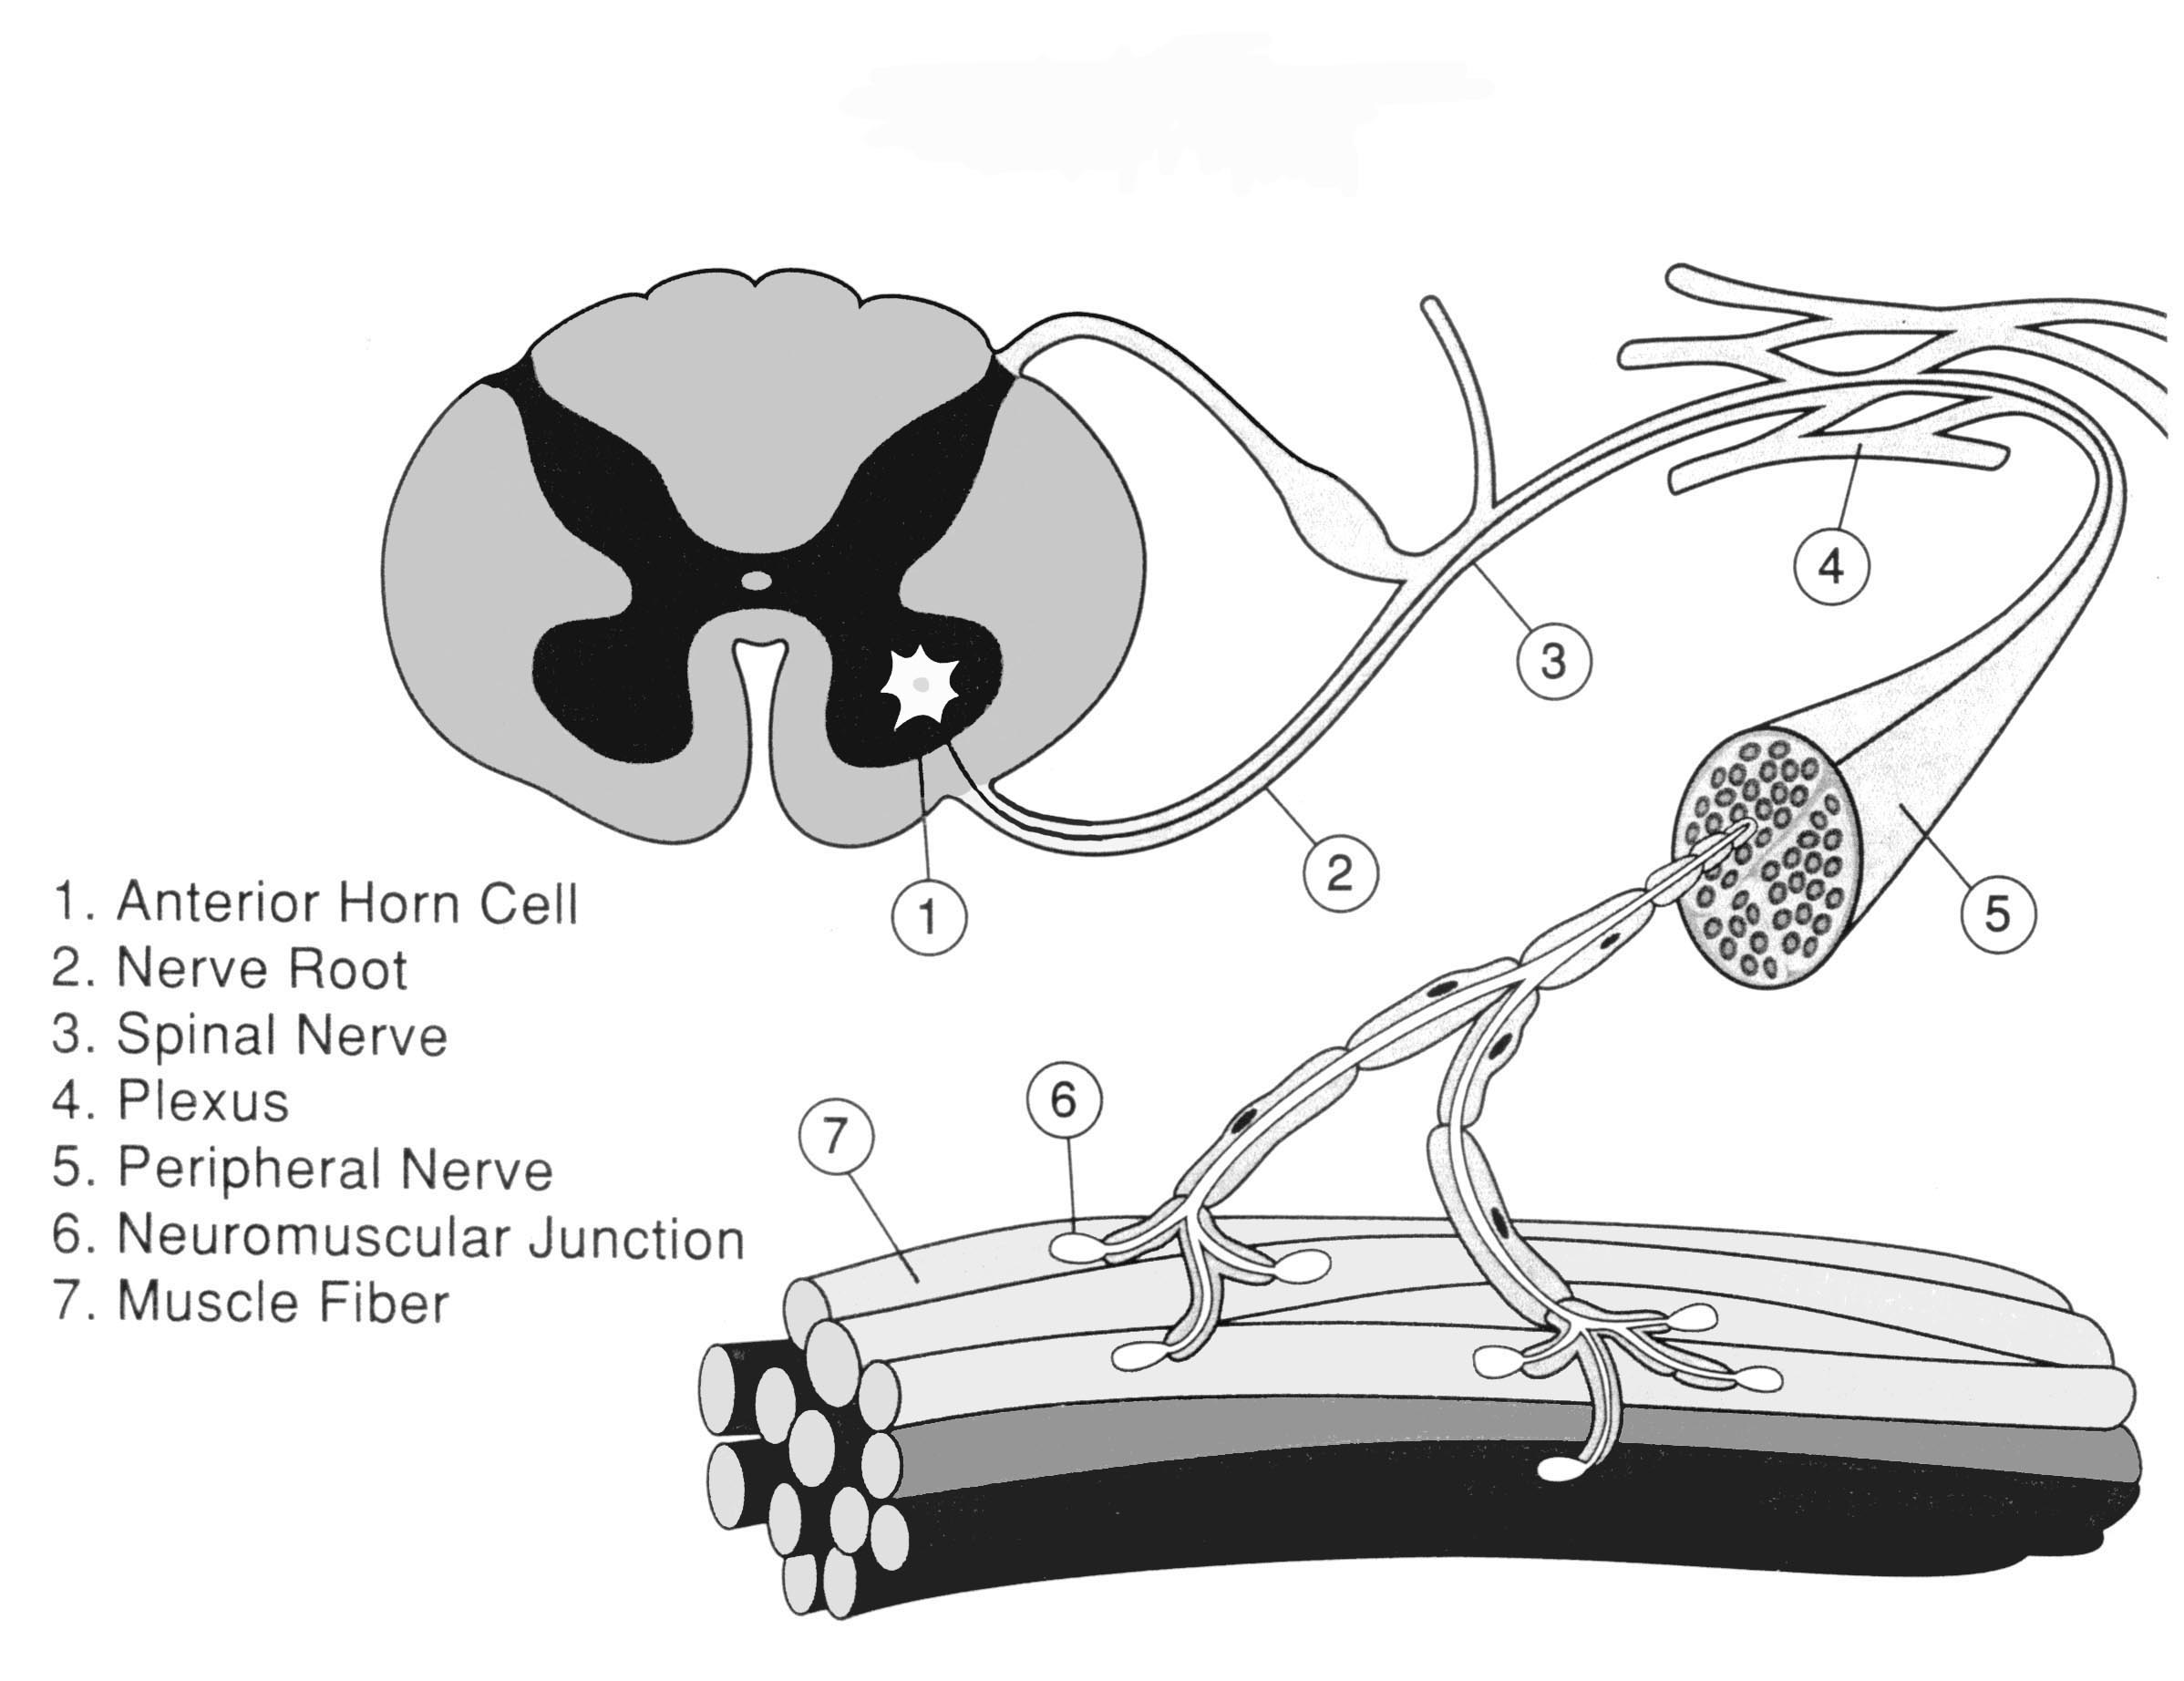 4
3
2
1
5
1. Anterior Horn Cell
2. Nerve Root
3. Spinal Nerve
4. Plexus
5. Peripheral Nerve
6. Neuromuscular Junction
7. Muscle Fiber
6
7